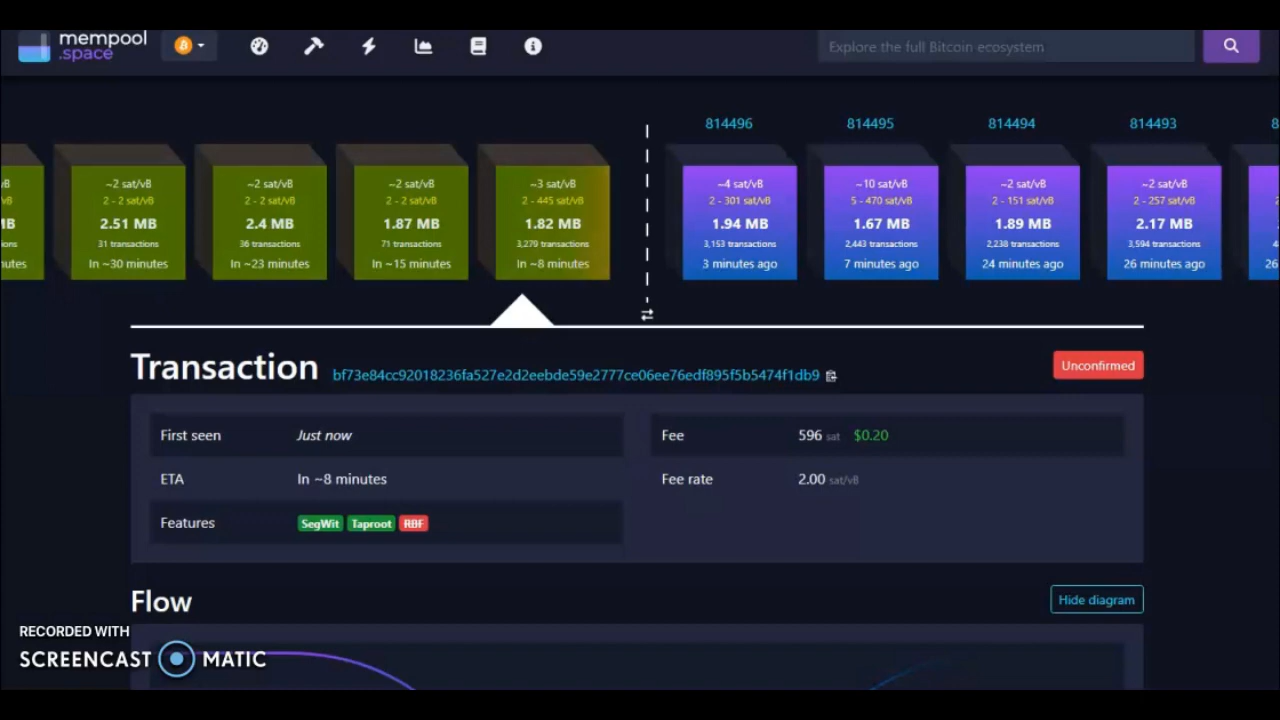 mempool
.space
Explore the full Bitcoin ecosystem
814496 814495 814494 814493 8
/vB ~2 sat/vB ~2 sat/vB ~2 sat/vB ~3 sat/vB ~4 sat/vB ~10 sat/vB ~2 sat/vB ~2 sat/vB
2 - 2 sat/vB 2 - 2 sat/vB 2 - 2 sat/vB 2 - 445 sat/vB 2 - 301 sat/vB 5 - 470 sat/vB 2 - 151 sat/vB 2 - 257 sat/vB
MB 2.51 MB 2.4 MB 1.87 MB 1.82 MB 1.94 MB 1.67 MB 1.89 MB 2.17 MB
ions 31 transactions 36 transactions 71 transactions 3,279 transactions 3,153 transactions 2,443 transactions 2,238 transactions 3,594 transactions
nutes In ~30 minutes In ~23 minutes In ~15 minutes In ~8 minutes 3 minutes ago 7 minutes ago 24 minutes ago 26 minutes ago 26
Transaction bf73e84cc92018236fa527e2d2eebde59e2777ce06ee76edf895f5b5474f1db9 Unconfirmed
First seen Just now Fee 596 sat $0.20
ETA In ~8 minutes Fee rate 2.00 sat/vB
Features SegWit Taproot RBF
Flow Hide diagram
RECORDED WITH
SCREENCAST MATIC